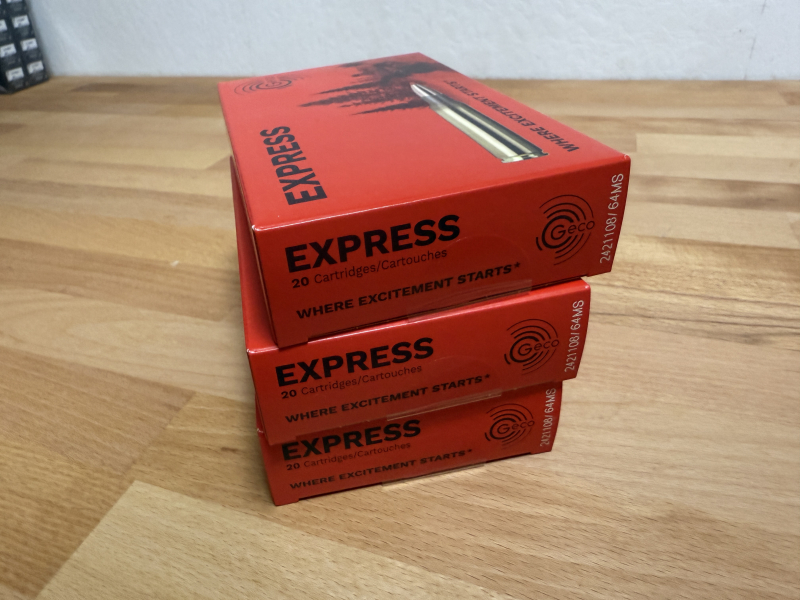 EXPRESS
WHERE EXCITEMENT STARTS*
EXPRESS
20 Cartridges/Cartouches
WHERE EXCITEMENT STARTS*
Geco
2421108/64MS
EXPRESS
20 Cartridges/Cartouches
WHERE EXCITEMENT STARTS*
Geco
2421108/64MS
EXPRESS
20 Cartridges/Cartouches
WHERE EXCITEMENT STARTS*
Geco
2421108/64MS